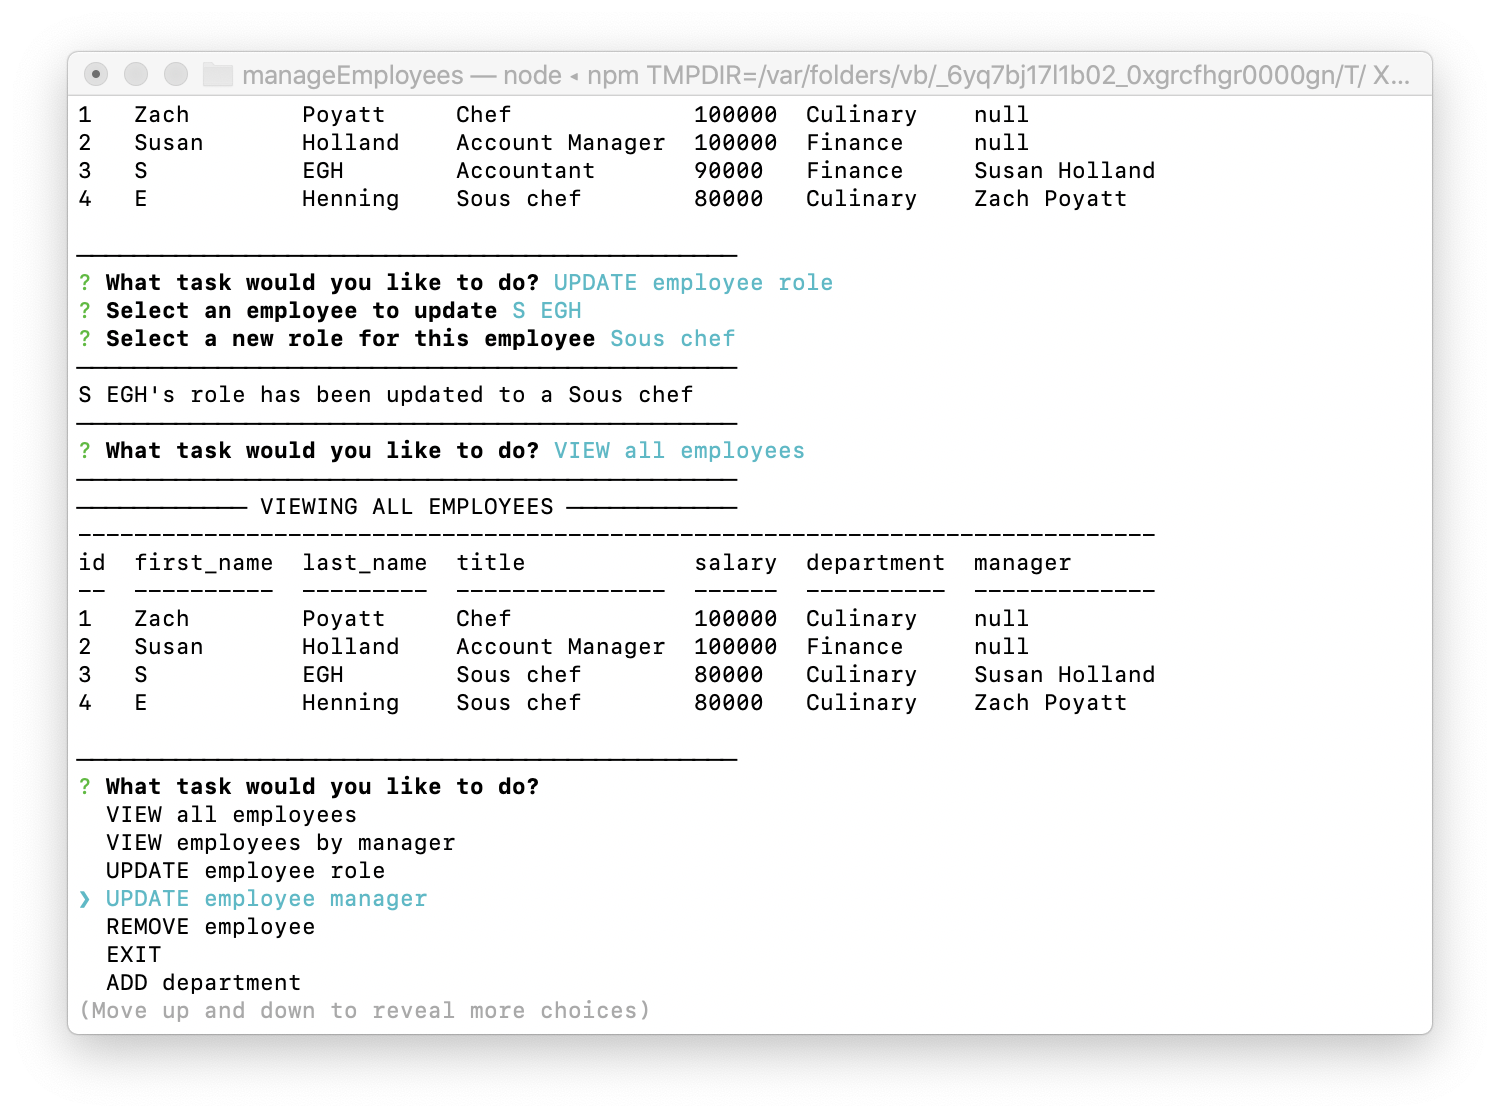 manageEmployees — node ◂ npm TMPDIR=/var/folders/vb/_6yq7bj17l1b02_0xgrcfhgr0000gn/T/ X...
1   Zach        Poyatt     Chef             100000  Culinary    null
2   Susan       Holland    Account Manager  100000  Finance     null
3   S           EGH        Accountant       90000   Finance     Susan Holland
4   E           Henning    Sous chef        80000   Culinary    Zach Poyatt
? What task would you like to do? UPDATE employee role
? Select an employee to update S EGH
? Select a new role for this employee Sous chef
S EGH's role has been updated to a Sous chef
? What task would you like to do? VIEW all employees
———————————— VIEWING ALL EMPLOYEES ————————————
id  first_name  last_name  title            salary  department  manager
--  ----------  ---------  ---------------  ------  ----------  -------------
1   Zach        Poyatt     Chef             100000  Culinary    null
2   Susan       Holland    Account Manager  100000  Finance     null
3   S           EGH        Sous chef        80000   Culinary    Susan Holland
4   E           Henning    Sous chef        80000   Culinary    Zach Poyatt
? What task would you like to do?
VIEW all employees
VIEW employees by manager
UPDATE employee role
❯ UPDATE employee manager
REMOVE employee
EXIT
ADD department
(Move up and down to reveal more choices)